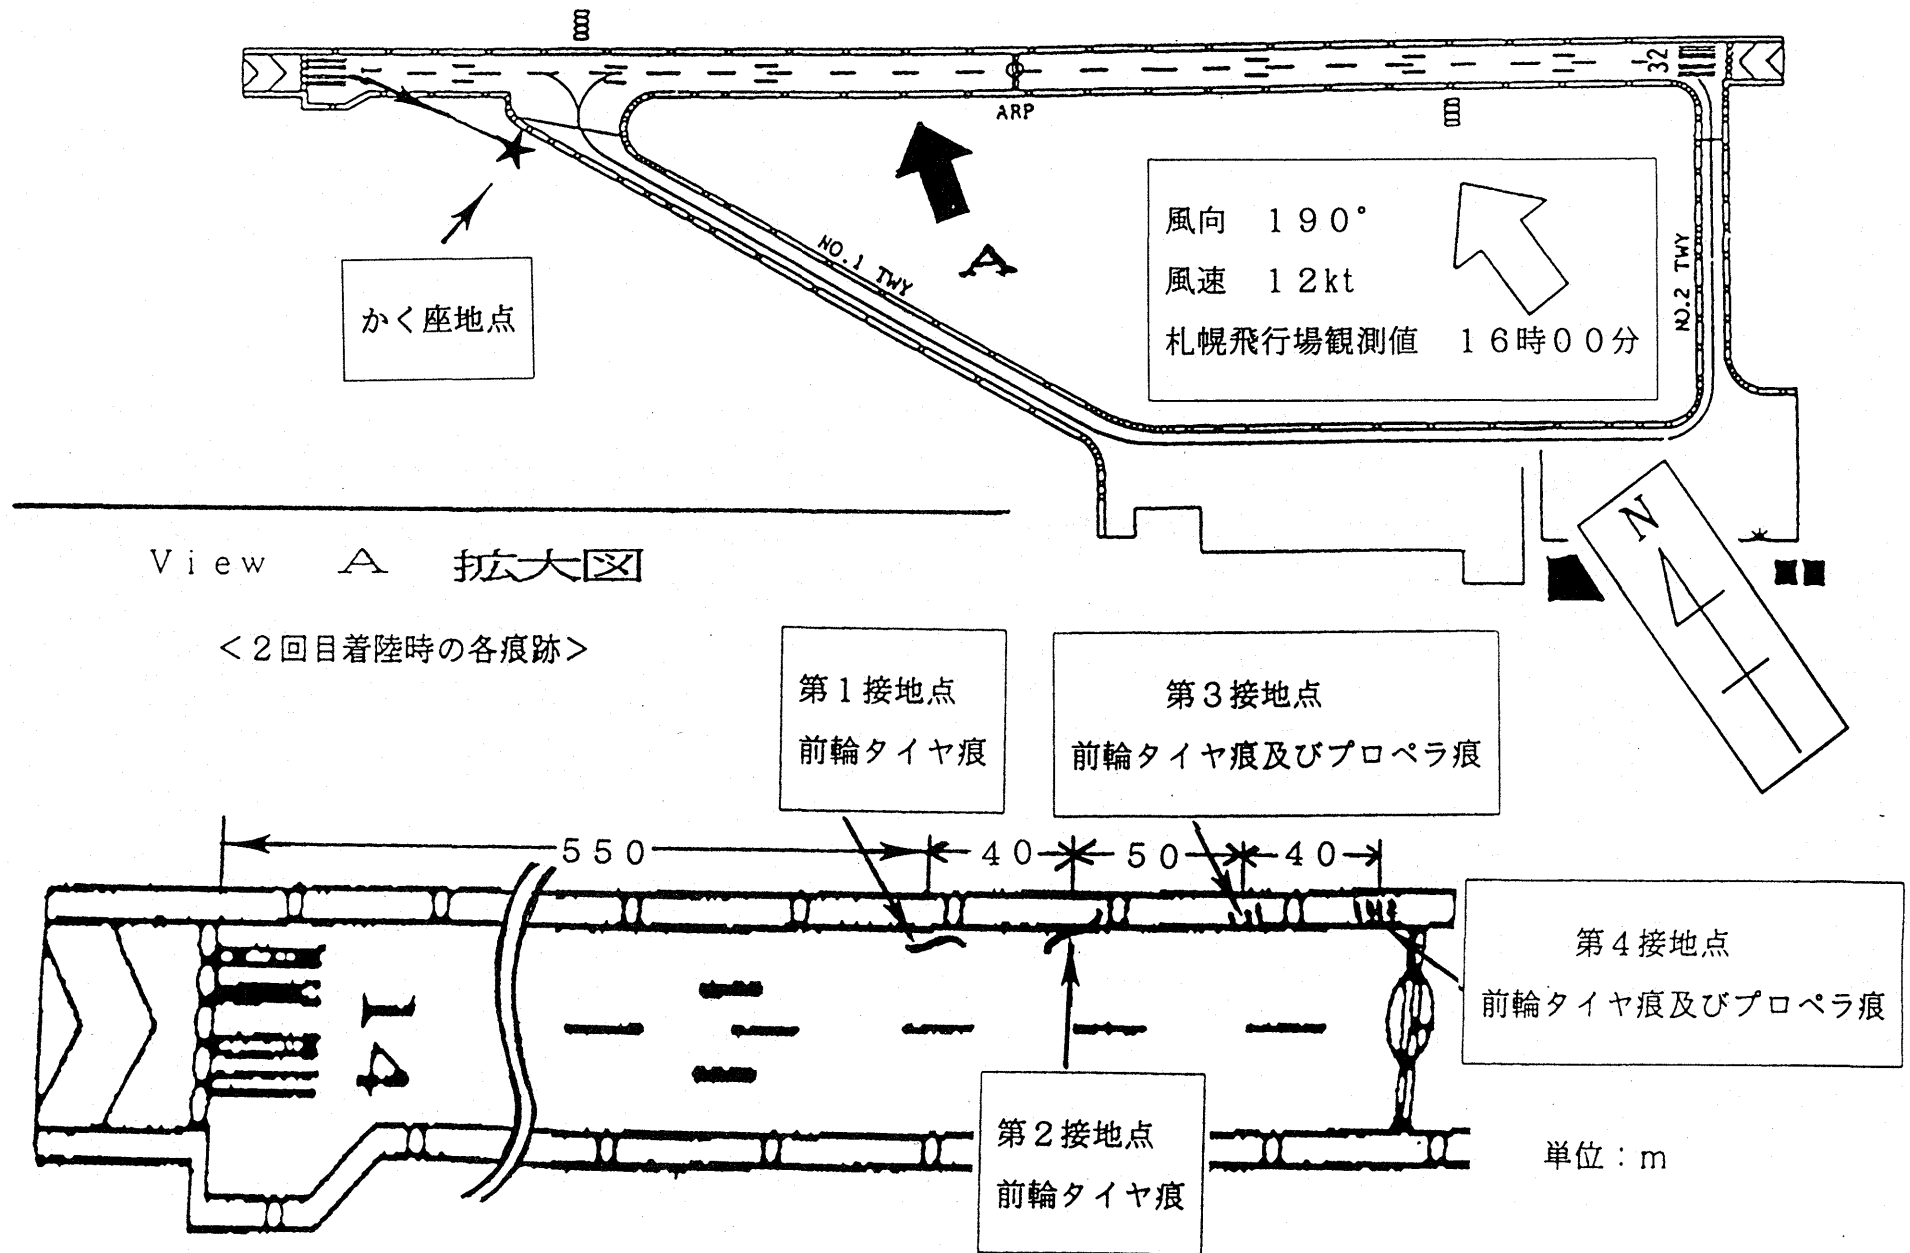 32
ARP
NO.1 TWY
A
風向　190°
風速　12kt
札幌飛行場観測値　16時00分
NO.2 TWY
かく座地点
N
View　A　拡大図
<2回目着陸時の各痕跡>
第1接地点
前輪タイヤ痕
第3接地点
前輪タイヤ痕及びプロペラ痕
550
40
50
40
第4接地点
前輪タイヤ痕及びプロペラ痕
14
第2接地点
前輪タイヤ痕
単位：m